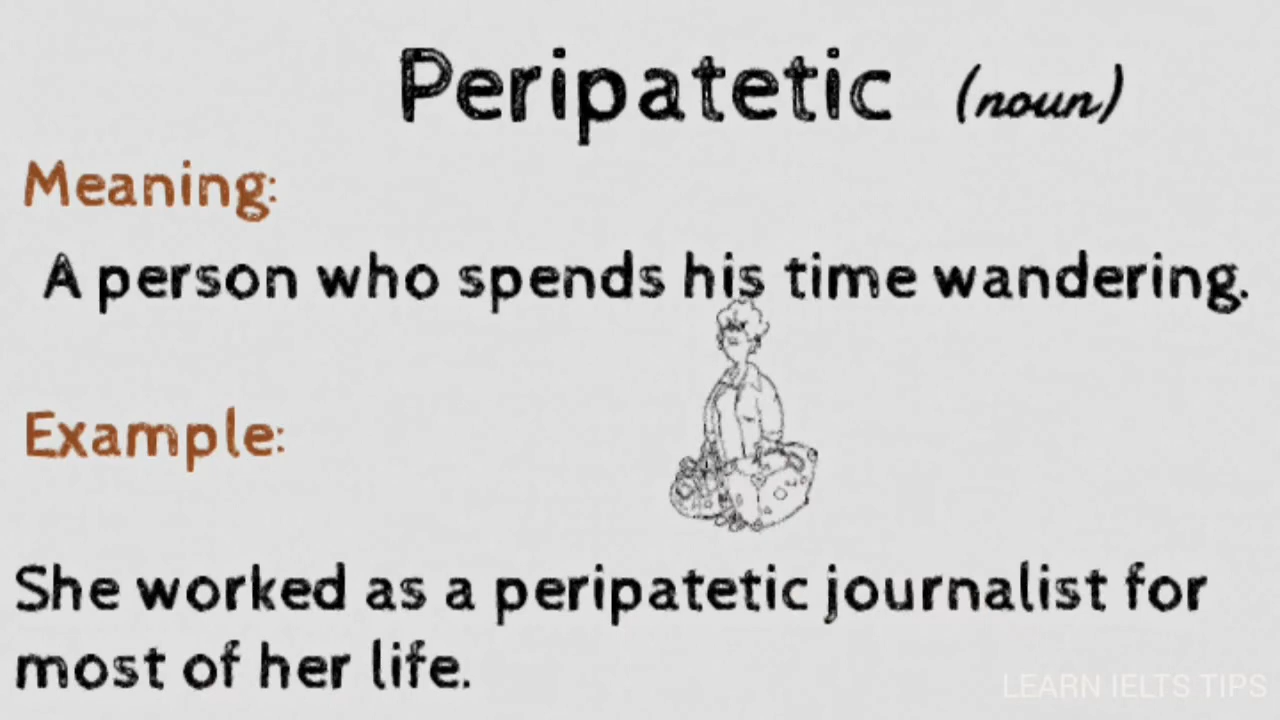 Peripatetic (noun)
Meaning:
A person who spends his time wandering.
Example:
She worked as a peripatetic journalist for
most of her life.
LEARN IELTS TIPS